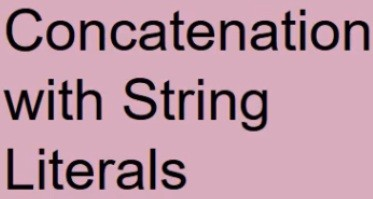 Concatenation
with String
Literals